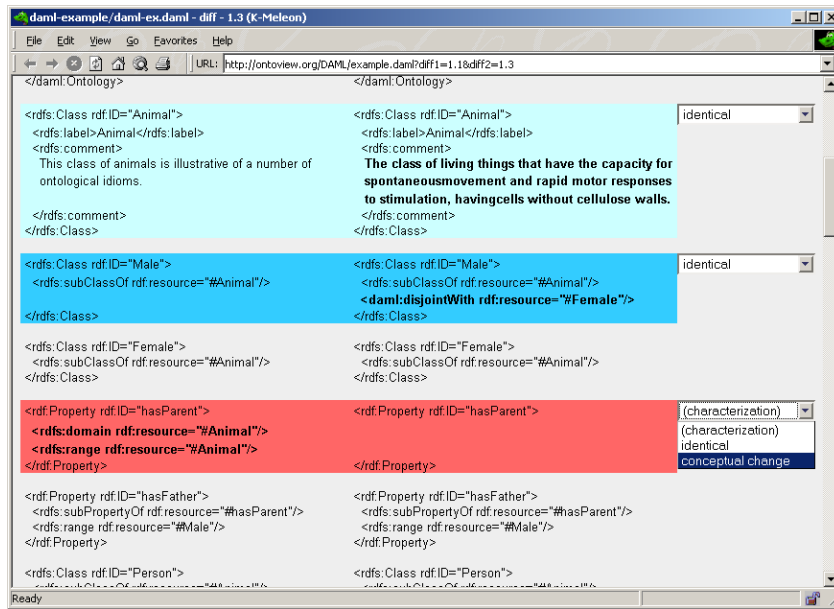 daml-example/daml-ex.daml - diff - 1.3 (K-Meleon)
File Edit View Go Favorites Help
URL: http://ontoview.org/DAML/example.daml?diff1=1.1&diff2=1.3
</daml:Ontology> </daml:Ontology>
<rdfs:Class rdf:ID="Animal"> <rdfs:Class rdf:ID="Animal"> identical
<rdfs:label>Animal</rdfs:label> <rdfs:label>Animal</rdfs:label>
<rdfs:comment> <rdfs:comment>
This class of animals is illustrative of a number of The class of living things that have the capacity for
ontological idioms. spontaneousmovement and rapid motor responses
to stimulation, havingcells without cellulose walls.
</rdfs:comment> </rdfs:comment>
</rdfs:Class> </rdfs:Class>
<rdfs:Class rdf:ID="Male"> <rdfs:Class rdf:ID="Male"> identical
<rdfs:subClassOf rdf:resource="#Animal"/> <rdfs:subClassOf rdf:resource="#Animal"/>
<daml:disjointWith rdf:resource="#Female"/>
</rdfs:Class> </rdfs:Class>
<rdfs:Class rdf:ID="Female"> <rdfs:Class rdf:ID="Female">
<rdfs:subClassOf rdf:resource="#Animal"/> <rdfs:subClassOf rdf:resource="#Animal"/>
</rdfs:Class> </rdfs:Class>
<rdf:Property rdf:ID="hasParent"> <rdf:Property rdf:ID="hasParent"> (characterization)
<rdfs:domain rdf:resource="#Animal"/> (characterization)
<rdfs:range rdf:resource="#Animal"/> identical
</rdf:Property> </rdf:Property> conceptual change
<rdf:Property rdf:ID="hasFather"> <rdf:Property rdf:ID="hasFather">
<rdfs:subPropertyOf rdf:resource="#hasParent"/> <rdfs:subPropertyOf rdf:resource="#hasParent"/>
<rdfs:range rdf:resource="#Male"/> <rdfs:range rdf:resource="#Male"/>
</rdf:Property> </rdf:Property>
<rdfs:Class rdf:ID="Person"> <rdfs:Class rdf:ID="Person">
<rdfs:subClassOf rdf:resource="#Animal"/> <rdfs:subClassOf rdf:resource="#Animal"/>
Ready